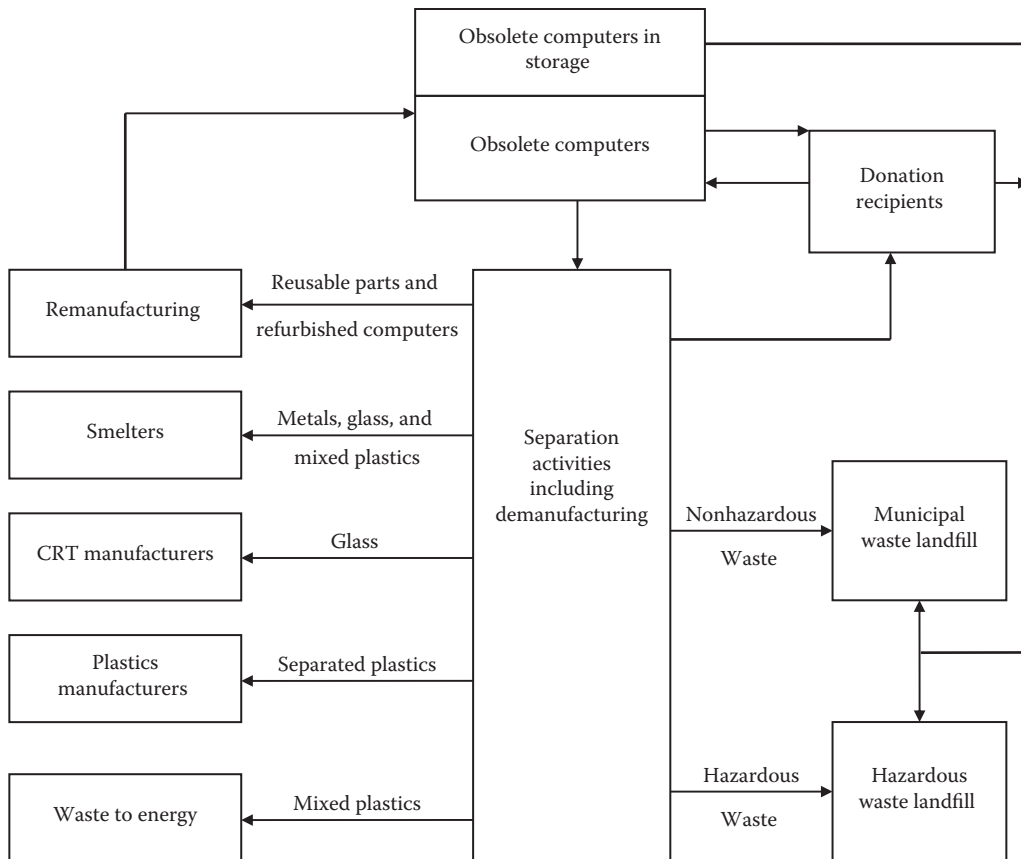 Obsolete computers in
storage
Obsolete computers
Donation
recipients
Remanufacturing
Reusable parts and
refurbished computers
Smelters
Metals, glass, and
mixed plastics
Separation
activities
including
demanufacturing
CRT manufacturers
Glass
Nonhazardous
Waste
Municipal
waste landfill
Plastics
manufacturers
Separated plastics
Waste to energy
Mixed plastics
Hazardous
Waste
Hazardous
waste landfill